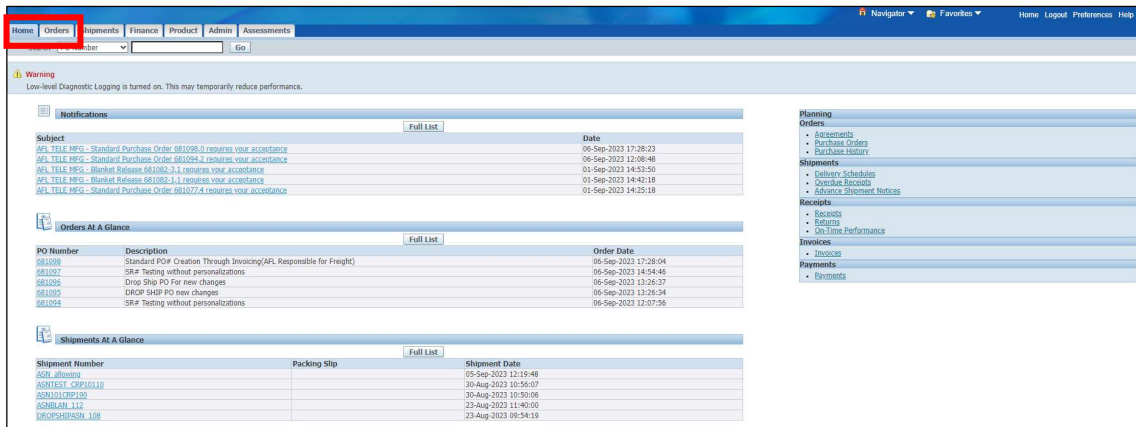 Navigator Favorites Home Logout Preferences Help
Home Orders Shipments Finance Product Admin Assessments
Search PO Number Go
Warning
Low-level Diagnostic Logging is turned on. This may temporarily reduce performance.
Notifications
Full List
Subject Date
AFL TELE MFG - Standard Purchase Order 681098,0 requires your acceptance 06-Sep-2023 17:28:23
AFL TELE MFG - Standard Purchase Order 681094,2 requires your acceptance 06-Sep-2023 12:08:48
AFL TELE MFG - Blanket Release 681082-3,1 requires your acceptance 01-Sep-2023 14:53:50
AFL TELE MFG - Blanket Release 681082-1,1 requires your acceptance 01-Sep-2023 14:42:18
AFL TELE MFG - Standard Purchase Order 681077,4 requires your acceptance 01-Sep-2023 14:25:18
Orders At A Glance
Full List
PO Number Description Order Date
681098 Standard PO# Creation Through Invoicing(AFL Responsible for Freight) 06-Sep-2023 17:28:04
681097 SR# Testing without personalizations 06-Sep-2023 14:54:46
681096 Drop Ship PO For new changes 06-Sep-2023 13:26:37
681095 DROP SHIP PO new changes 06-Sep-2023 13:26:34
681094 SR# Testing without personalizations 06-Sep-2023 12:07:56
Shipments At A Glance
Full List
Shipment Number Packing Slip Shipment Date
ASN_allowing 05-Sep-2023 12:19:48
ASNTEST_CRP10110 30-Aug-2023 10:56:07
ASN101CRP190 30-Aug-2023 10:50:06
ASNBLAN_112 23-Aug-2023 11:40:00
DROPSHIPASN_108 23-Aug-2023 09:54:19
Planning
Orders
Agreements
Purchase Orders
Purchase History
Shipments
Delivery Schedules
Overdue Receipts
Advance Shipment Notices
Receipts
Receipts
Returns
On-Time Performance
Invoices
Invoices
Payments
Payments